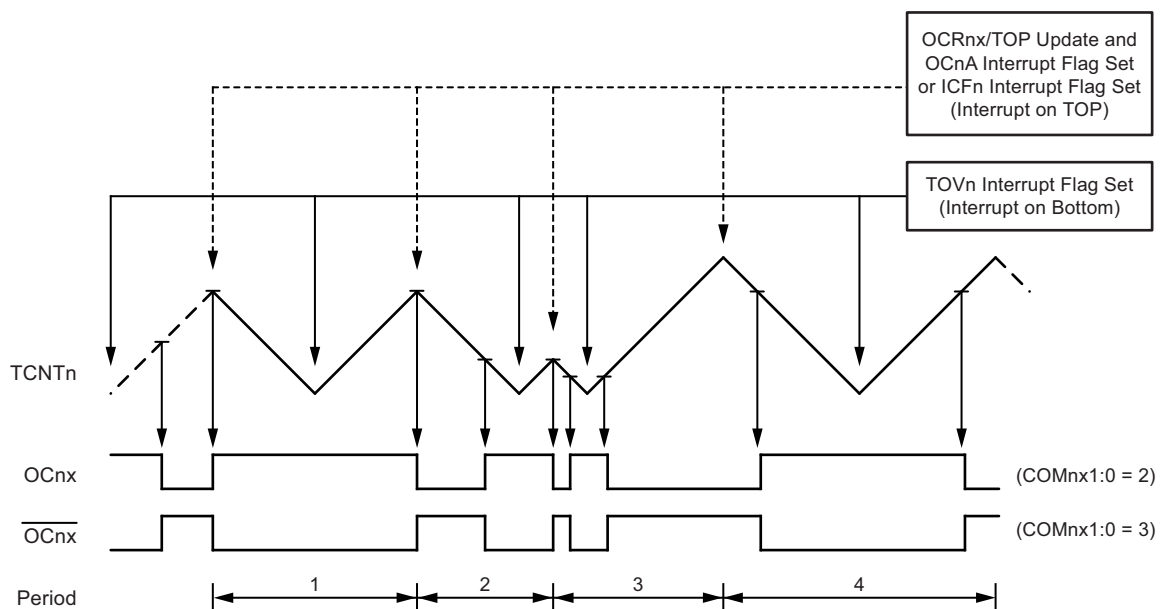 OCRnx/TOP Update and
OCnA Interrupt Flag Set
or ICFn Interrupt Flag Set
(Interrupt on TOP)
TOVn Interrupt Flag Set
(Interrupt on Bottom)
TCNTn
OCnx
(COMnx1:0 = 2)
OCnx
(COMnx1:0 = 3)
Period
1
2
3
4